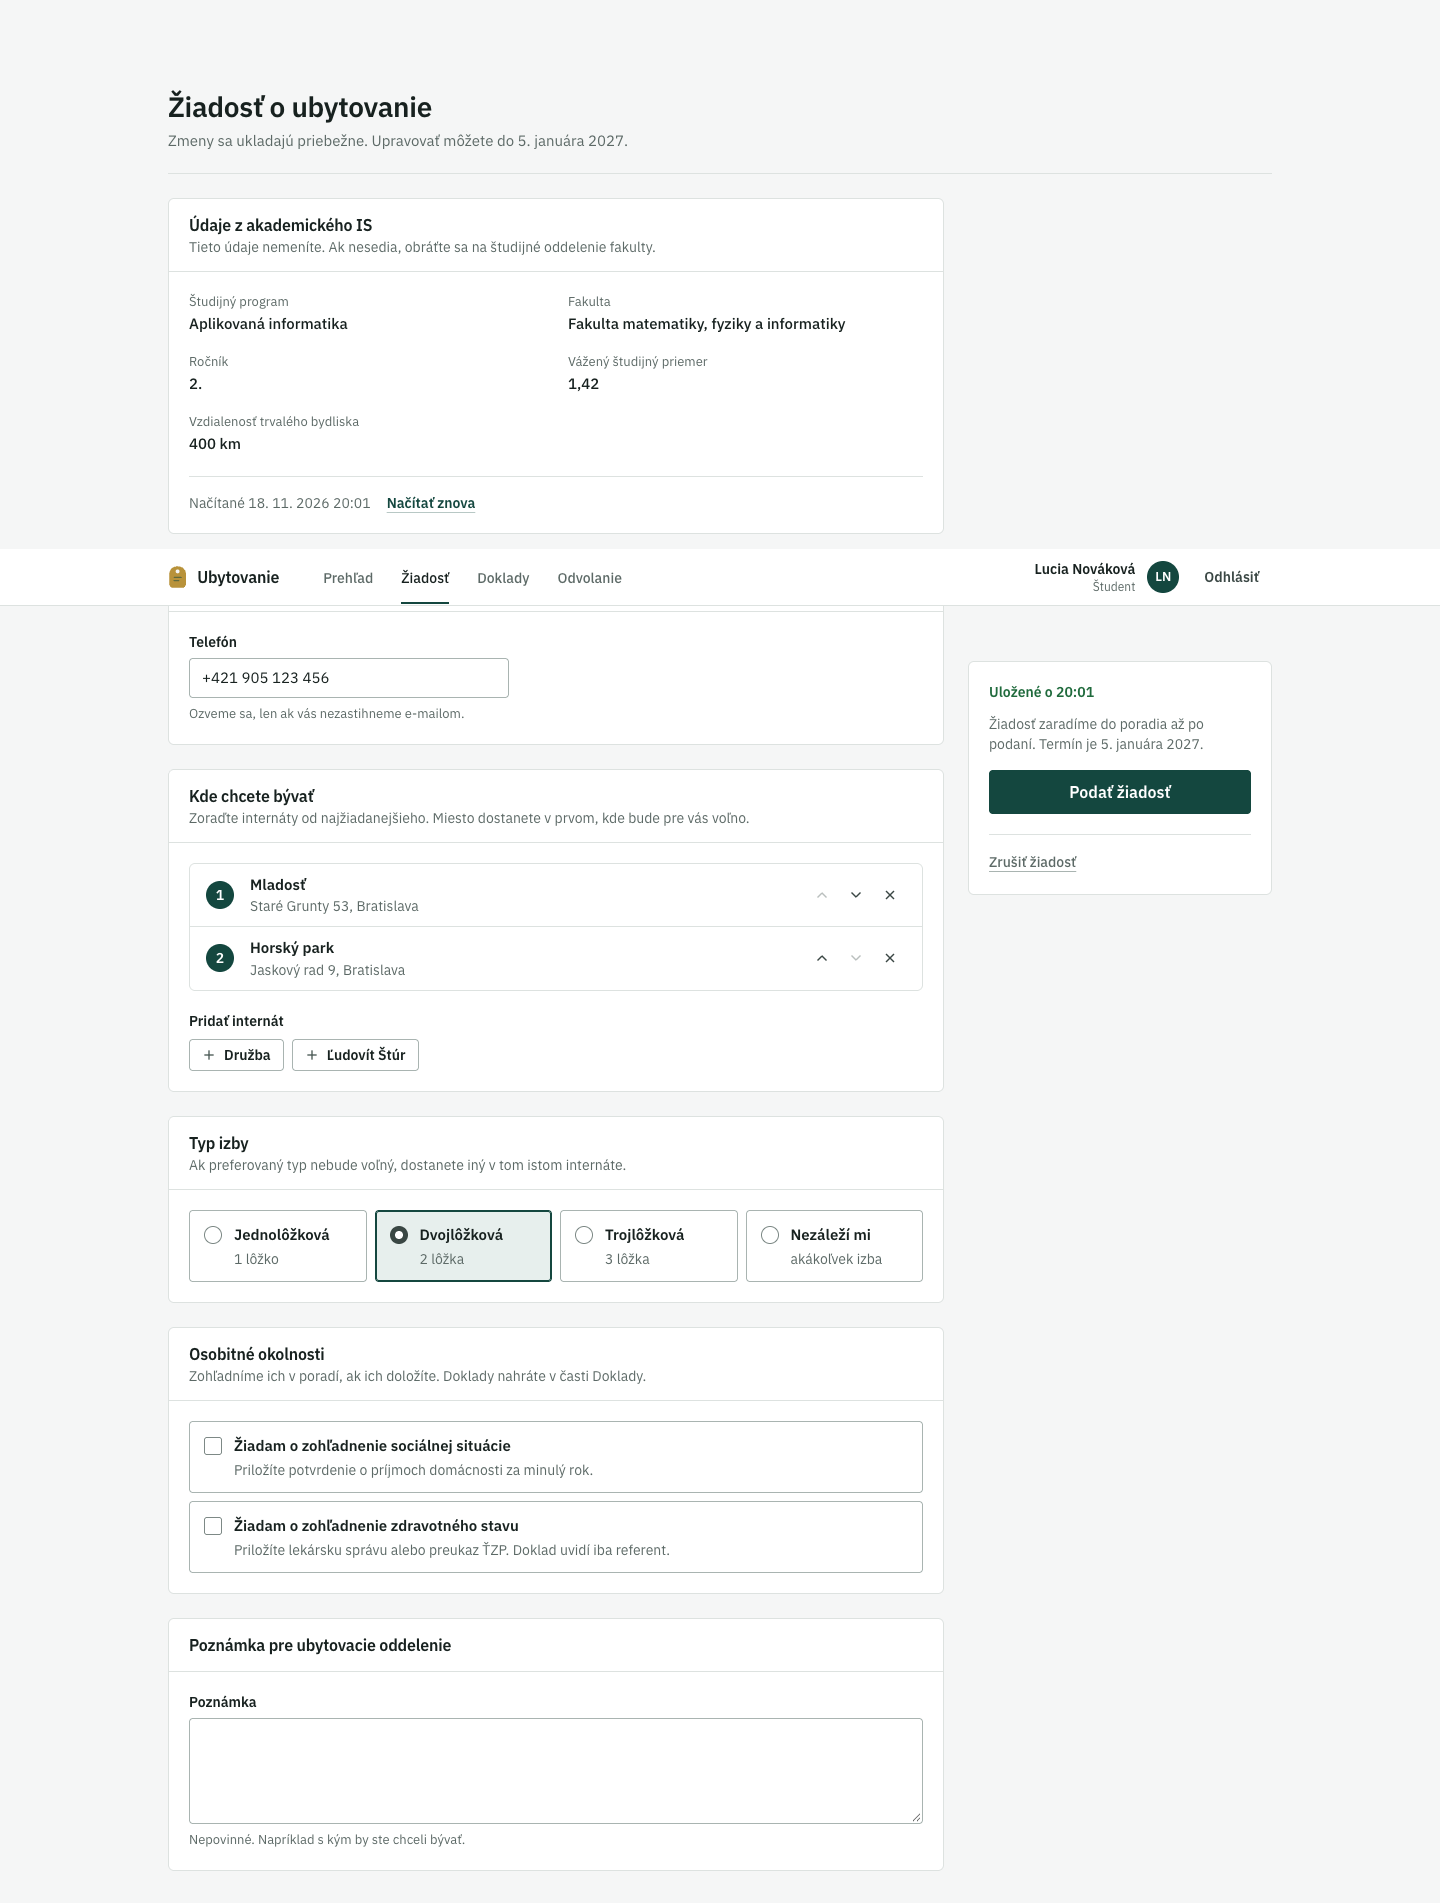 Žiadosť o ubytovanie
Zmeny sa ukladajú priebežne. Upravovať môžete do 5. januára 2027.
Údaje z akademického IS
Tieto údaje nemeníte. Ak nesedia, obráťte sa na študijné oddelenie fakulty.
Študijný program
Aplikovaná informatika
Fakulta
Fakulta matematiky, fyziky a informatiky
Ročník
2.
Vážený študijný priemer
1,42
Vzdialenosť trvalého bydliska
400 km
Načítané 18. 11. 2026 20:01 Načítať znova
Ubytovanie Prehľad Žiadosť Doklady Odvolanie
Lucia Nováková
Študent
LN
Odhlásiť
Telefón
+421 905 123 456
Ozveme sa, len ak vás nezastihneme e-mailom.
Uložené o 20:01
Žiadosť zaradíme do poradia až po
podaní. Termín je 5. januára 2027.
Podať žiadosť
Zrušiť žiadosť
Kde chcete bývať
Zoraďte internáty od najžiadanejšieho. Miesto dostanete v prvom, kde bude pre vás voľno.
1
Mladosť
Staré Grunty 53, Bratislava
2
Horský park
Jaskový rad 9, Bratislava
Pridať internát
Družba
Ľudovít Štúr
Typ izby
Ak preferovaný typ nebude voľný, dostanete iný v tom istom internáte.
Jednolôžková
1 lôžko
Dvojlôžková
2 lôžka
Trojlôžková
3 lôžka
Nezáleží mi
akákoľvek izba
Osobitné okolnosti
Zohľadníme ich v poradí, ak ich doložíte. Doklady nahráte v časti Doklady.
Žiadam o zohľadnenie sociálnej situácie
Priložíte potvrdenie o príjmoch domácnosti za minulý rok.
Žiadam o zohľadnenie zdravotného stavu
Priložíte lekársku správu alebo preukaz ŤZP. Doklad uvidí iba referent.
Poznámka pre ubytovacie oddelenie
Poznámka
Nepovinné. Napríklad s kým by ste chceli bývať.